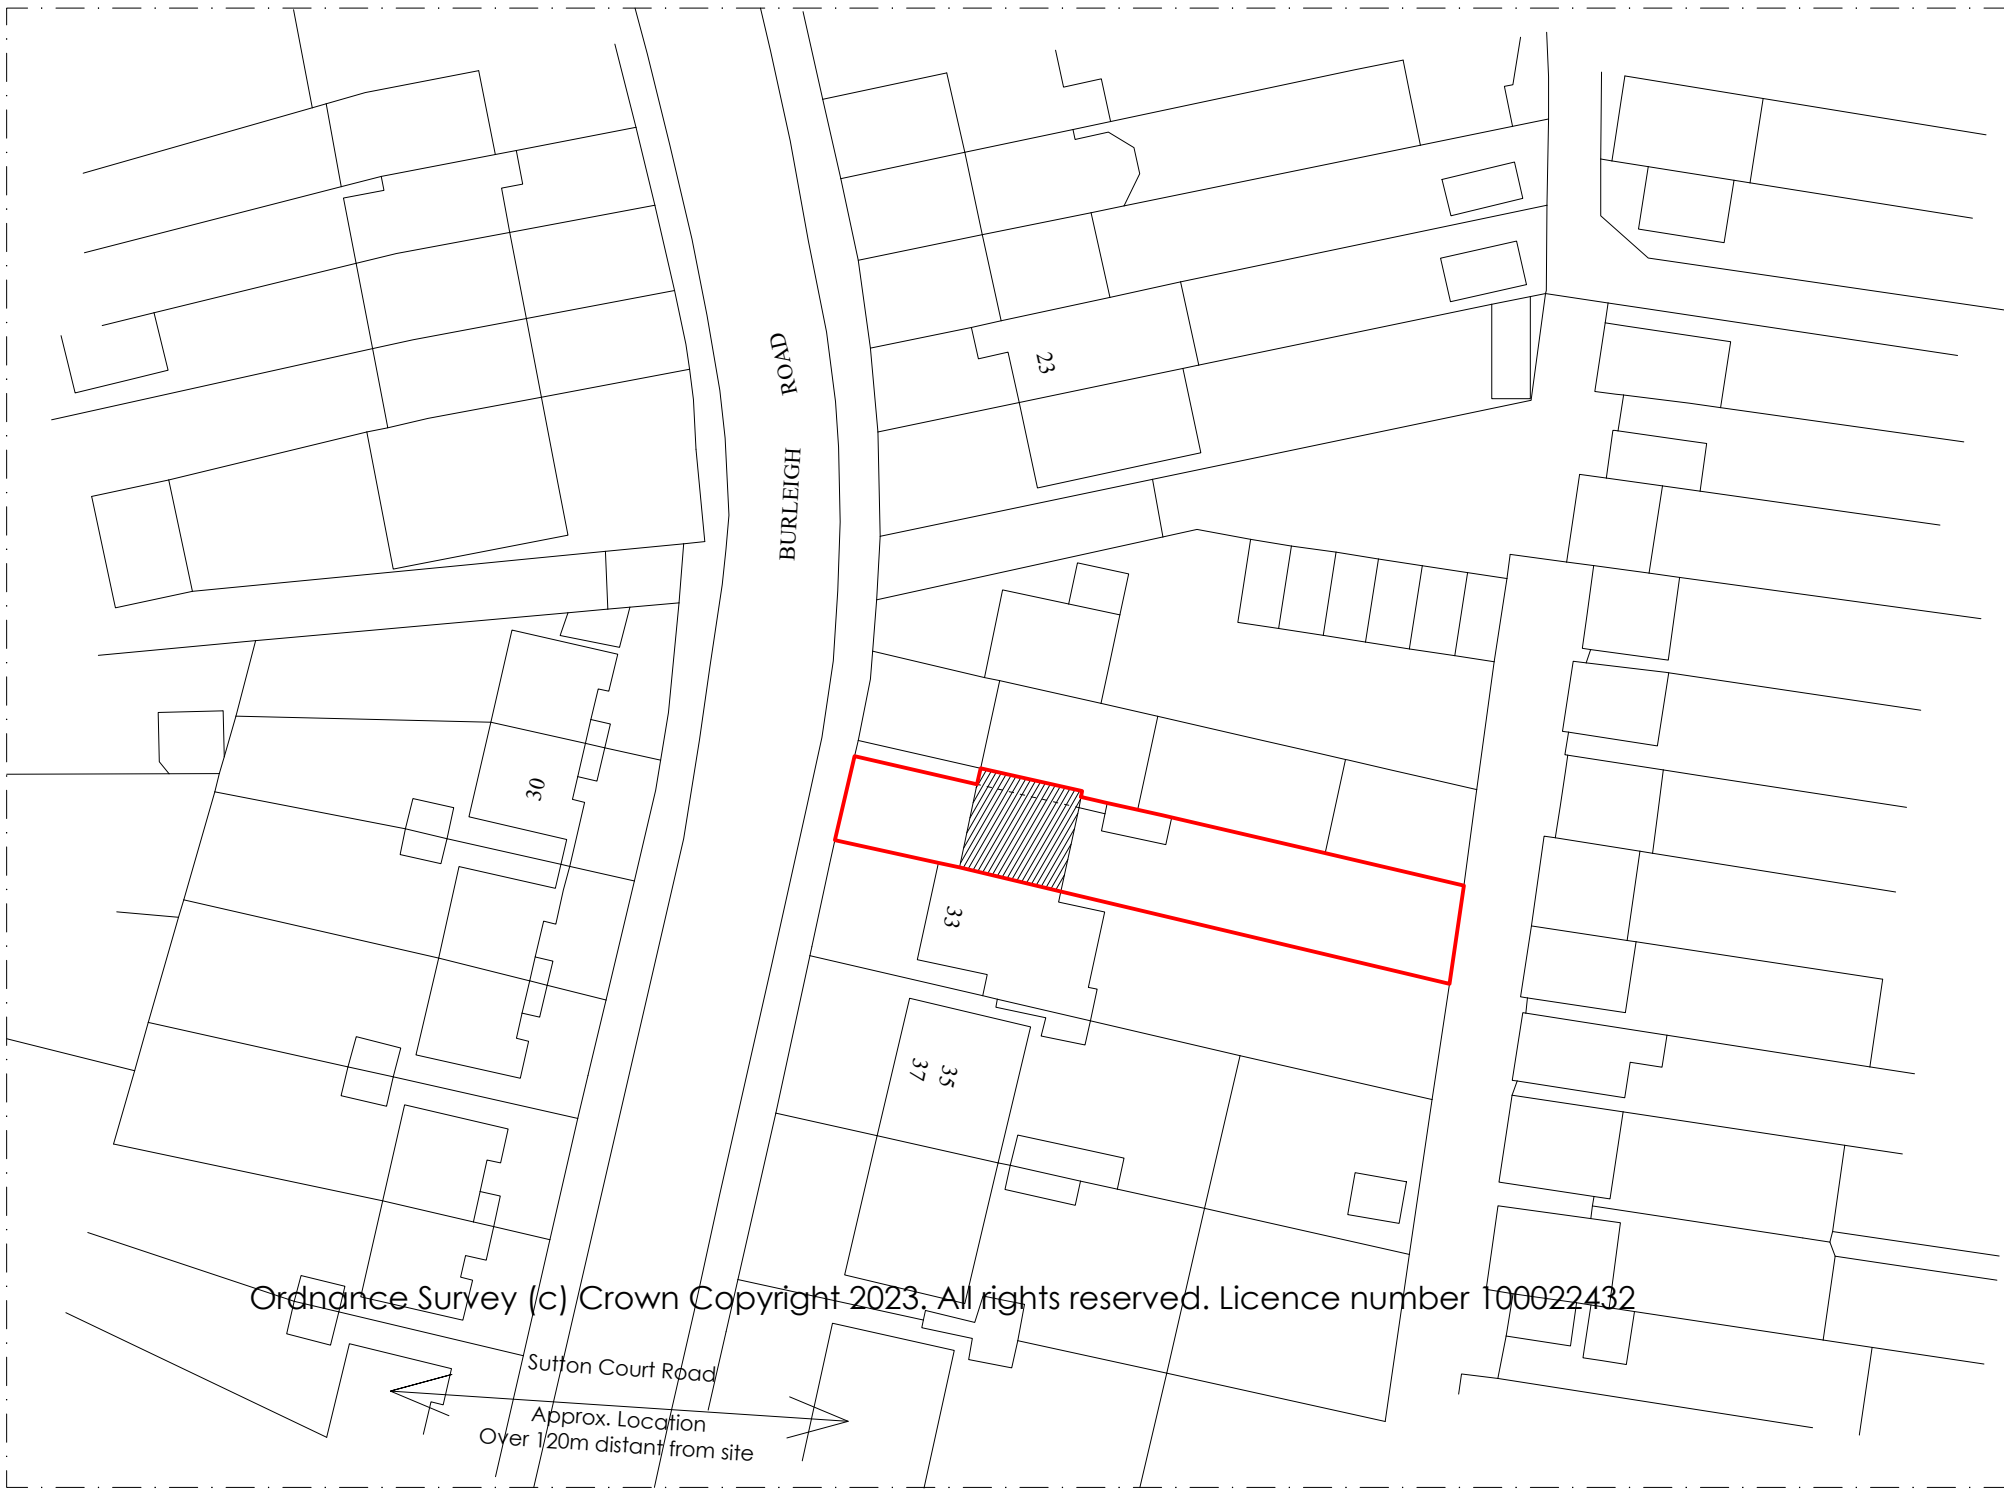 BURLEIGH ROAD
23
30
33
35
37
Ordnance Survey (c) Crown Copyright 2023. All rights reserved. Licence number 100022432
Sutton Court Road
Approx. Location
Over 120m distant from site